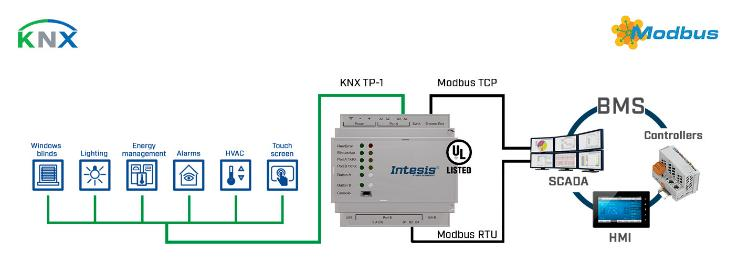 KNX
Modbus
KNX TP-1
Modbus TCP
BMS
Controllers
Windows
blinds
Lighting
Energy
management
Alarms
HVAC
Touch
screen
Intesis
UL
LISTED
SCADA
HMI
Modbus RTU